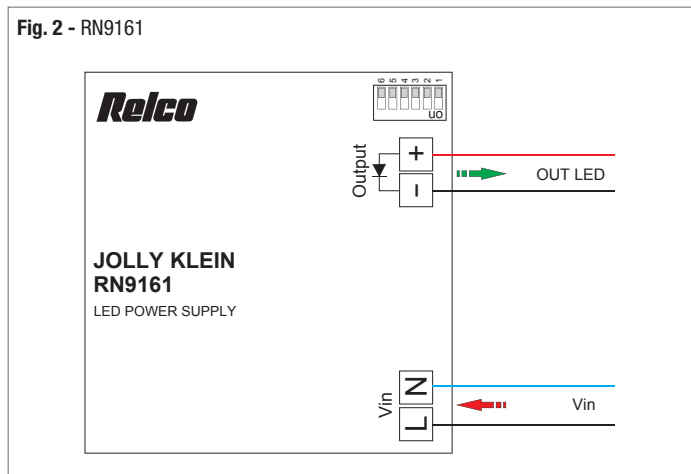 Fig. 2 - RN9161
Relco
6 5 4 3 2 1
on
Output
+
-
OUT LED
JOLLY KLEIN
RN9161
LED POWER SUPPLY
Vin
N
L
Vin